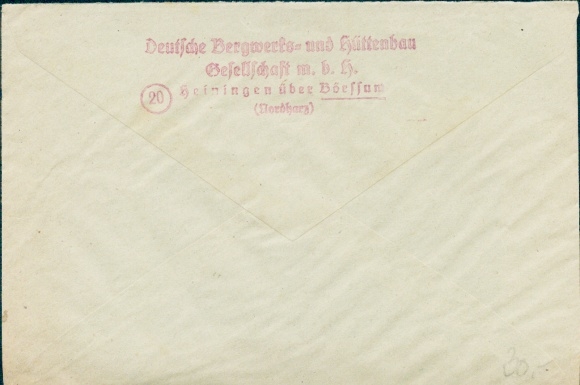 Deutsche Bergwerks- und Hüttenbau
Gesellschaft m. b. H.
20 Heiningen über Börssum
(Nordharz)
20,-